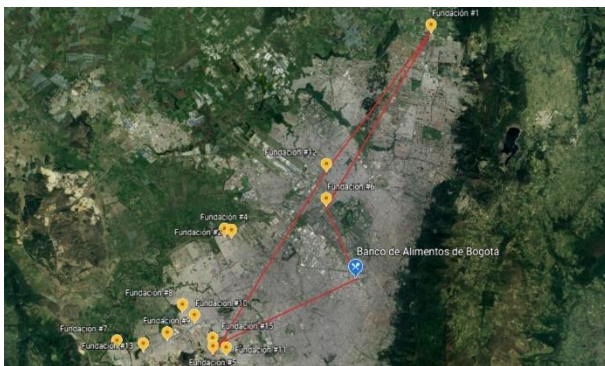 Fundación #1
Fundación #12
Fundación #6
Fundación #4
Fundación #2
Banco de Alimentos de Bogotá
Fundación #8
Fundación #10
Fundación #9
Fundación #7
Fundación #15
Fundación #13
Fundación #11
Fundación #5